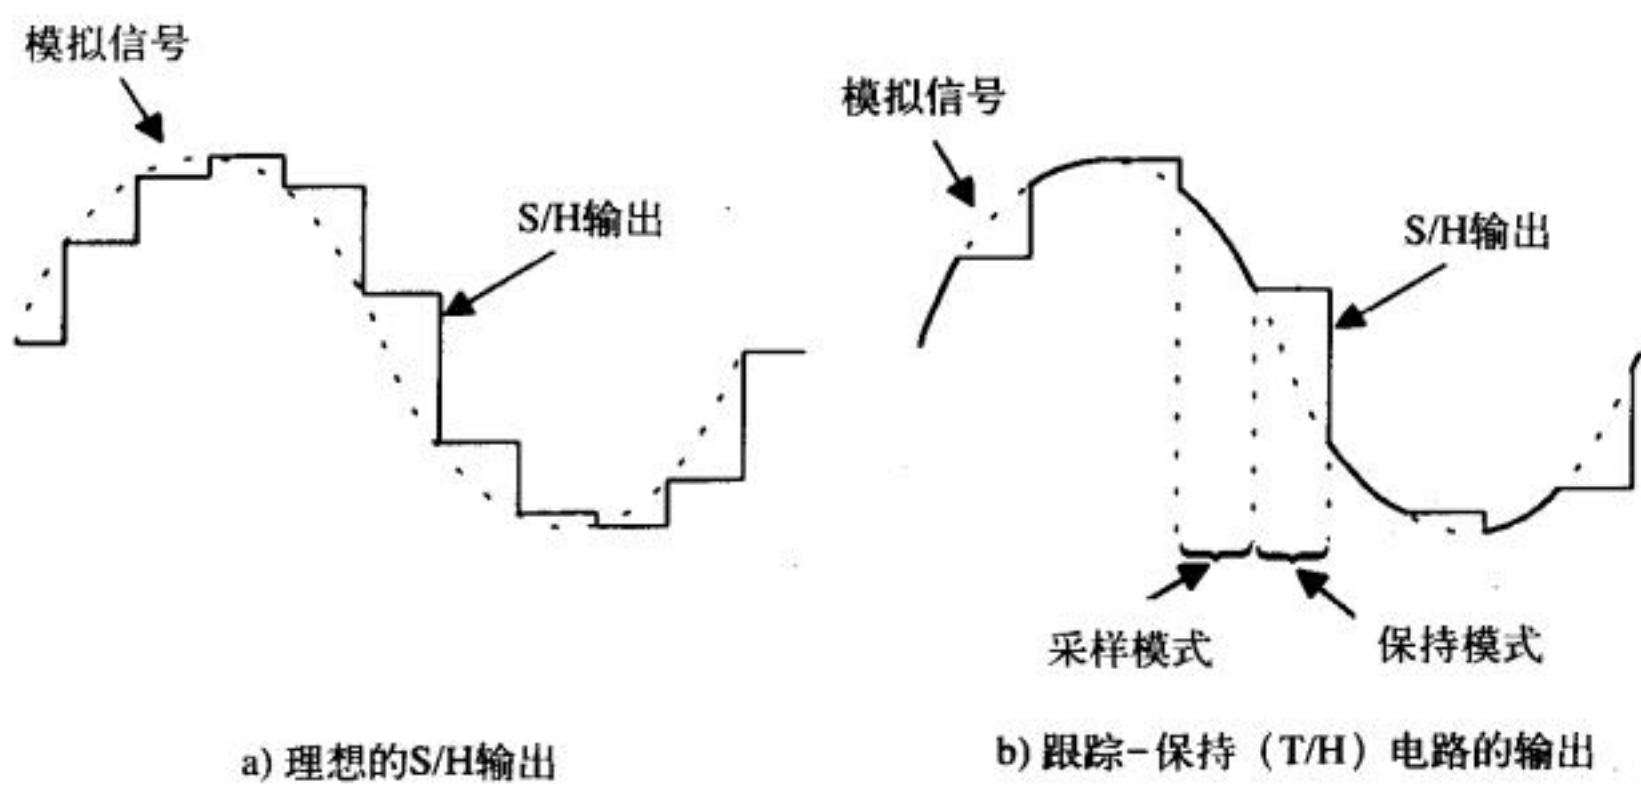 模拟信号
S/H输出
a) 理想的S/H输出
模拟信号
S/H输出
采样模式
保持模式
b) 跟踪-保持（T/H）电路的输出